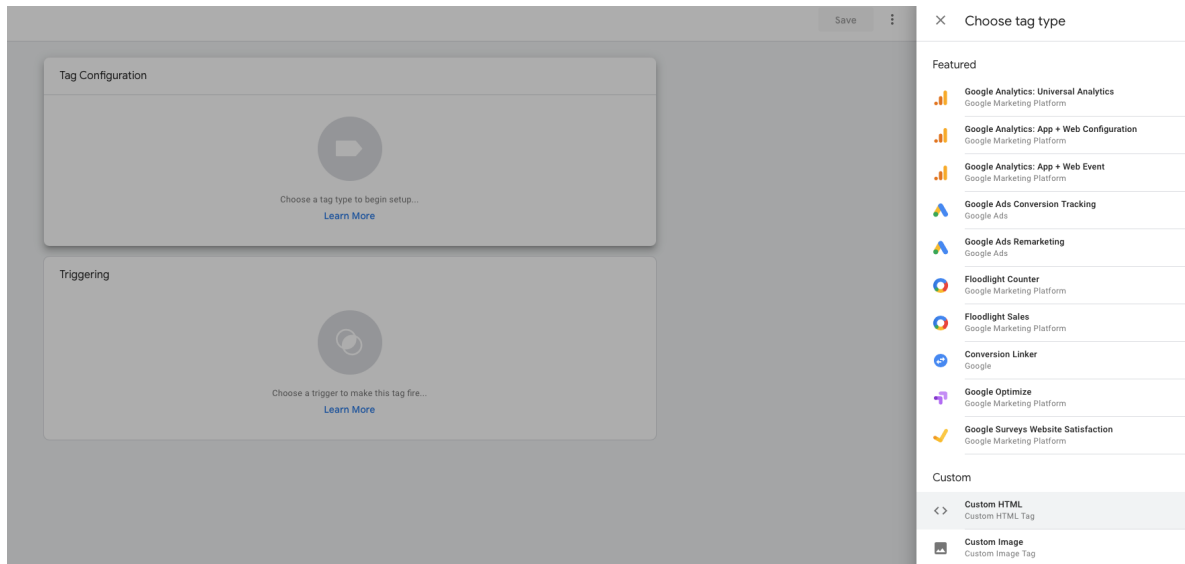 Save
Choose tag type
Tag Configuration
Choose a tag type to begin setup...
Learn More
Triggering
Choose a trigger to make this tag fire...
Learn More
Featured
Google Analytics: Universal Analytics
Google Marketing Platform
Google Analytics: App + Web Configuration
Google Marketing Platform
Google Analytics: App + Web Event
Google Marketing Platform
Google Ads Conversion Tracking
Google Ads
Google Ads Remarketing
Google Ads
Floodlight Counter
Google Marketing Platform
Floodlight Sales
Google Marketing Platform
Conversion Linker
Google
Google Optimize
Google Marketing Platform
Google Surveys Website Satisfaction
Google Marketing Platform
Custom
Custom HTML
Custom HTML Tag
Custom Image
Custom Image Tag